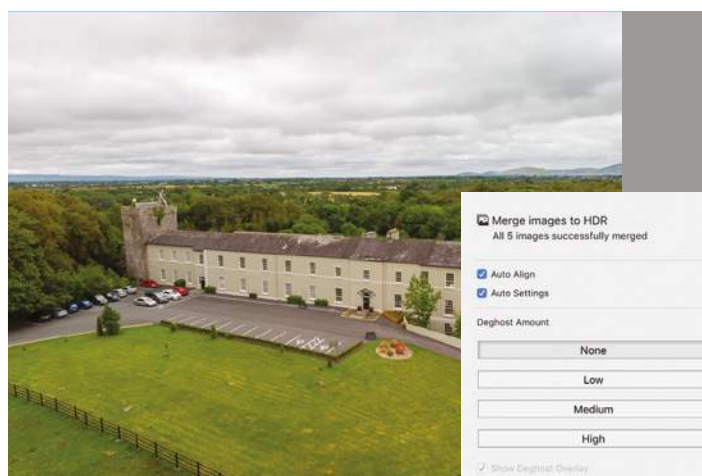 Merge images to HDR
All 5 images successfully merged
Auto Align
Auto Settings
Deghost Amount
None
Low
Medium
High
Show Deghost Overlay